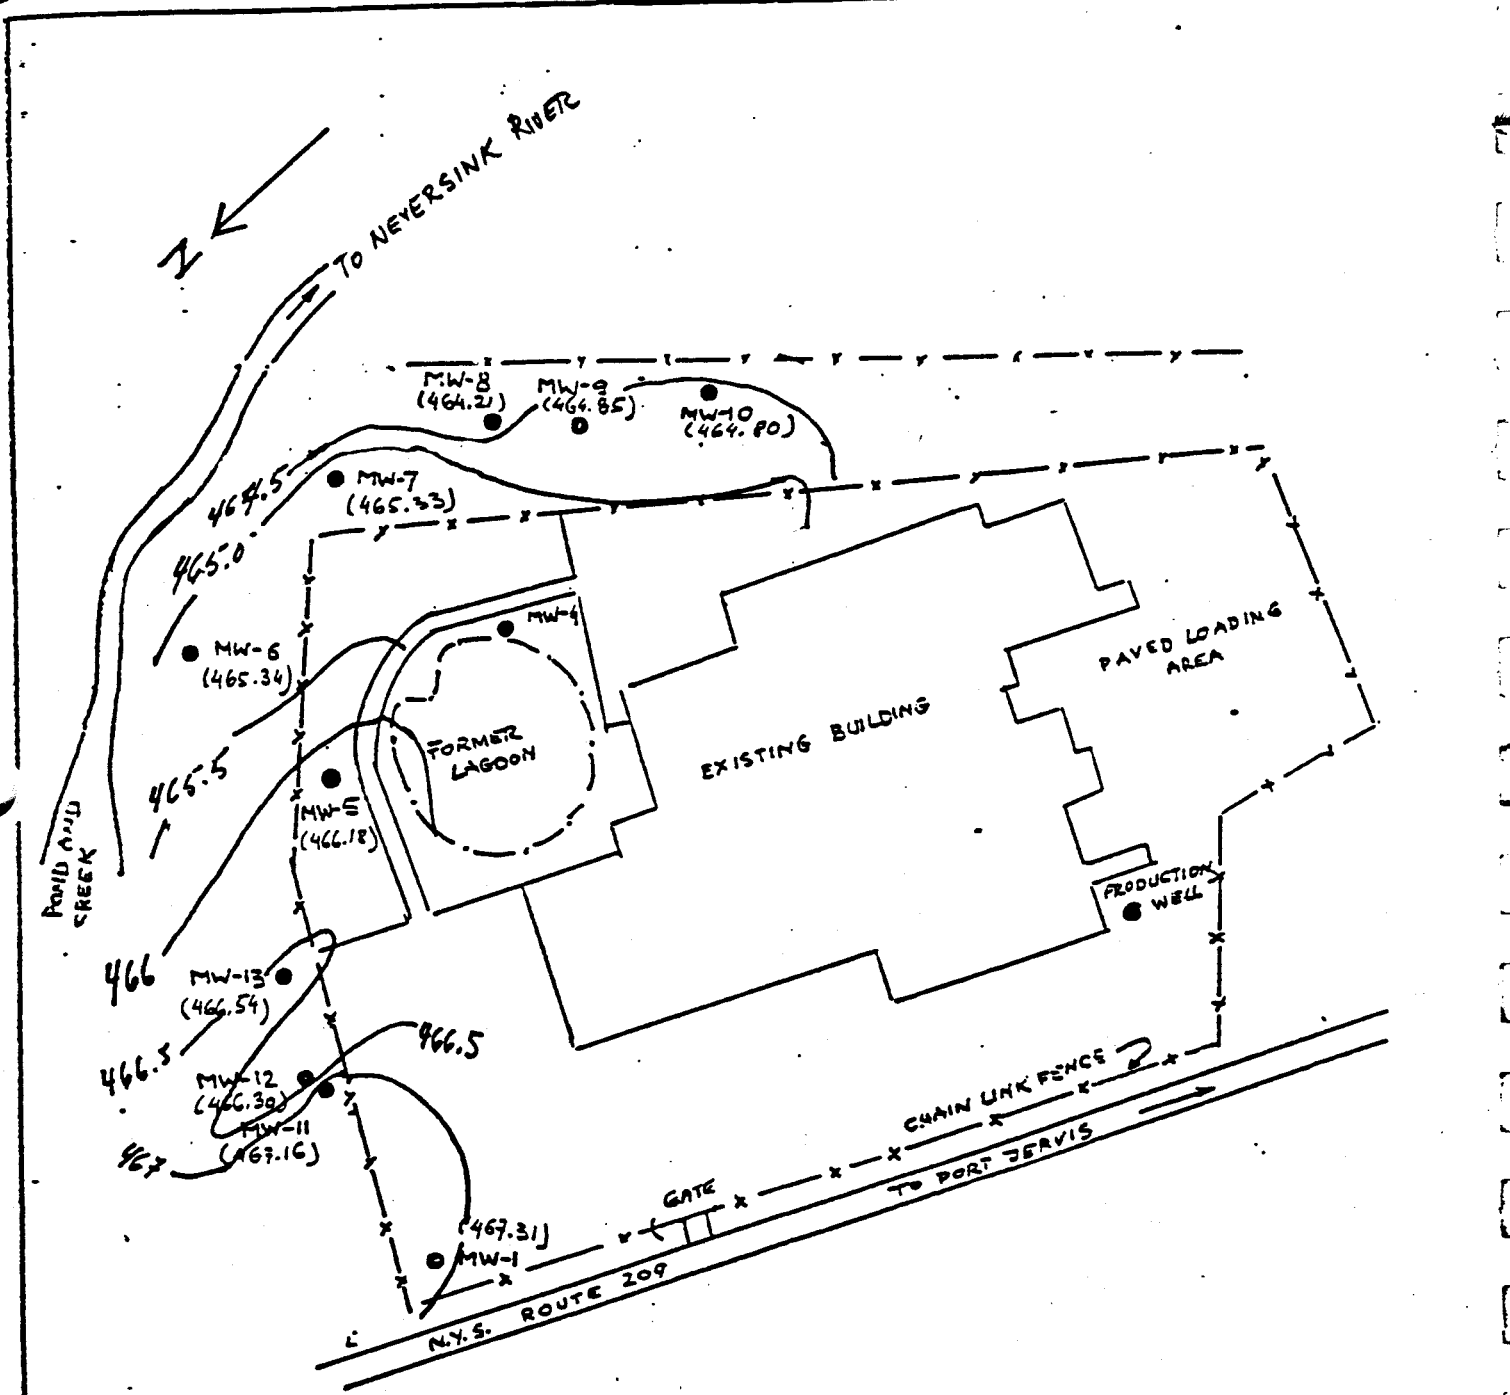 TO NEVERSINK RIVER
N
MW-8
(464.21)
MW-9
(464.85)
MW-10
(464.80)
464.5
MW-7
(465.33)
465.0
MW-4
MW-6
(465.34)
PAVED LOADING
AREA
FORMER
LAGOON
EXISTING BUILDING
465.5
MW-5
(466.18)
POND AND
CREEK
PRODUCTION
WELL
466
MW-13
(466.54)
466.5
466.5
MW-12
(466.30)
MW-11
(467.16)
467
CHAIN LINK FENCE
TO PORT JERVIS
GATE
(467.31)
MW-1
N.Y.S. ROUTE 209